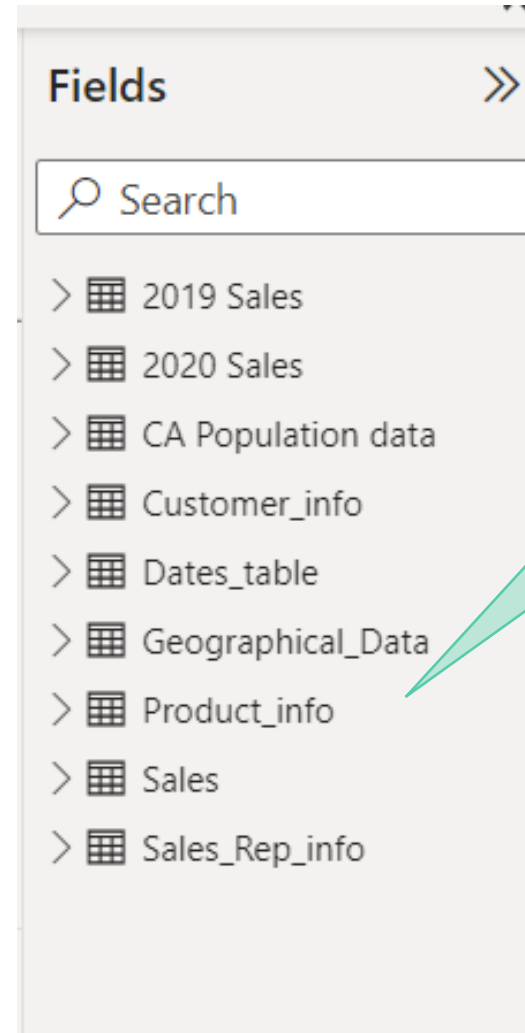 Fields
Search
2019 Sales
2020 Sales
CA Population data
Customer_info
Dates_table
Geographical_Data
Product_info
Sales
Sales_Rep_info